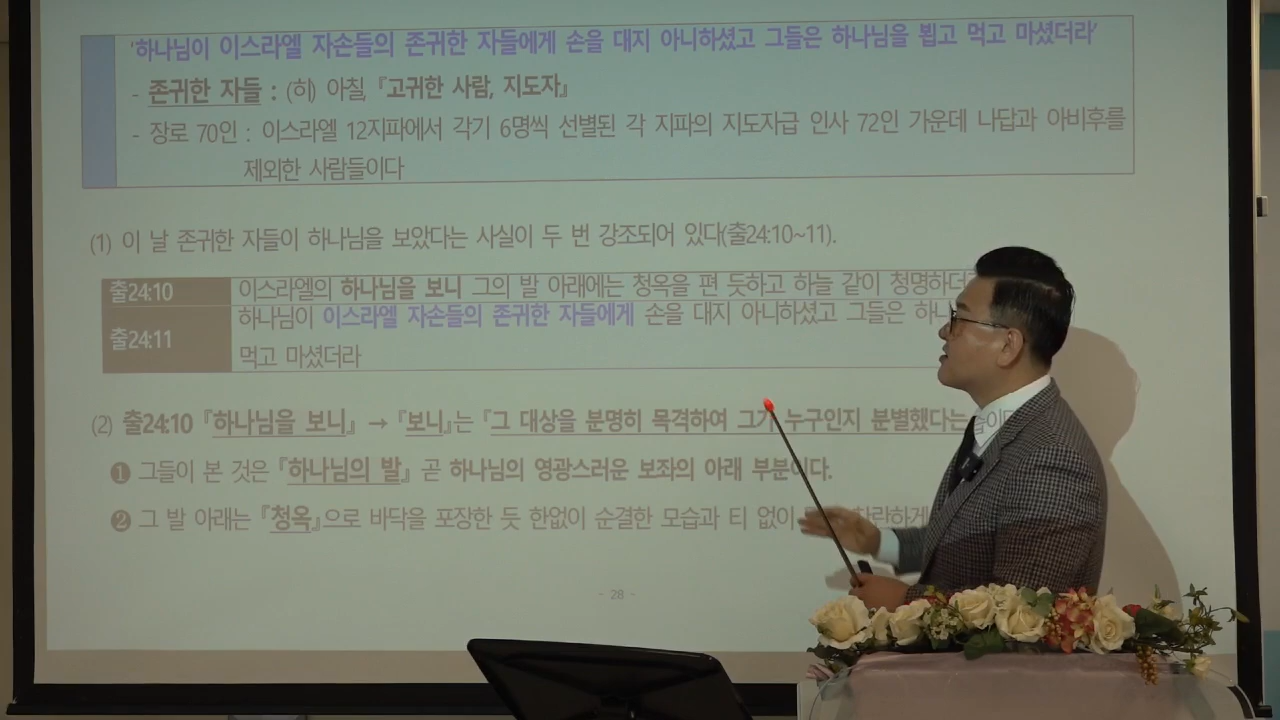 '하나님이 이스라엘 자손들의 존귀한 자들에게 손을 대지 아니하셨고 그들은 하나님을 뵙고 먹고 마셨더라'
- 존귀한 자들 : (히) 아칠, 『고귀한 사람, 지도자』
- 장로 70인 : 이스라엘 12지파에서 각기 6명씩 선별된 각 지파의 지도자급 인사 72인 가운데 나답과 아비후를
제외한 사람들이다
(1) 이 날 존귀한 자들이 하나님을 보았다는 사실이 두 번 강조되어 있다(출24:10~11).
출24:10 이스라엘의 하나님을 보니 그의 발 아래에는 청옥을 편 듯하고 하늘 같이 청명하더
출24:11 하나님이 이스라엘 자손들의 존귀한 자들에게 손을 대지 아니하셨고 그들은 하나
먹고 마셨더라
(2) 출24:10 『하나님을 보니』 → 『보니』는 『그 대상을 분명히 목격하여 그가 누구인지 분별했다는
❶ 그들이 본 것은 『하나님의 발』 곧 하나님의 영광스러운 보좌의 아래 부분이다.
❷ 그 발 아래는 『청옥』으로 바닥을 포장한 듯 한없이 순결한 모습과 티 없이
- 28 -